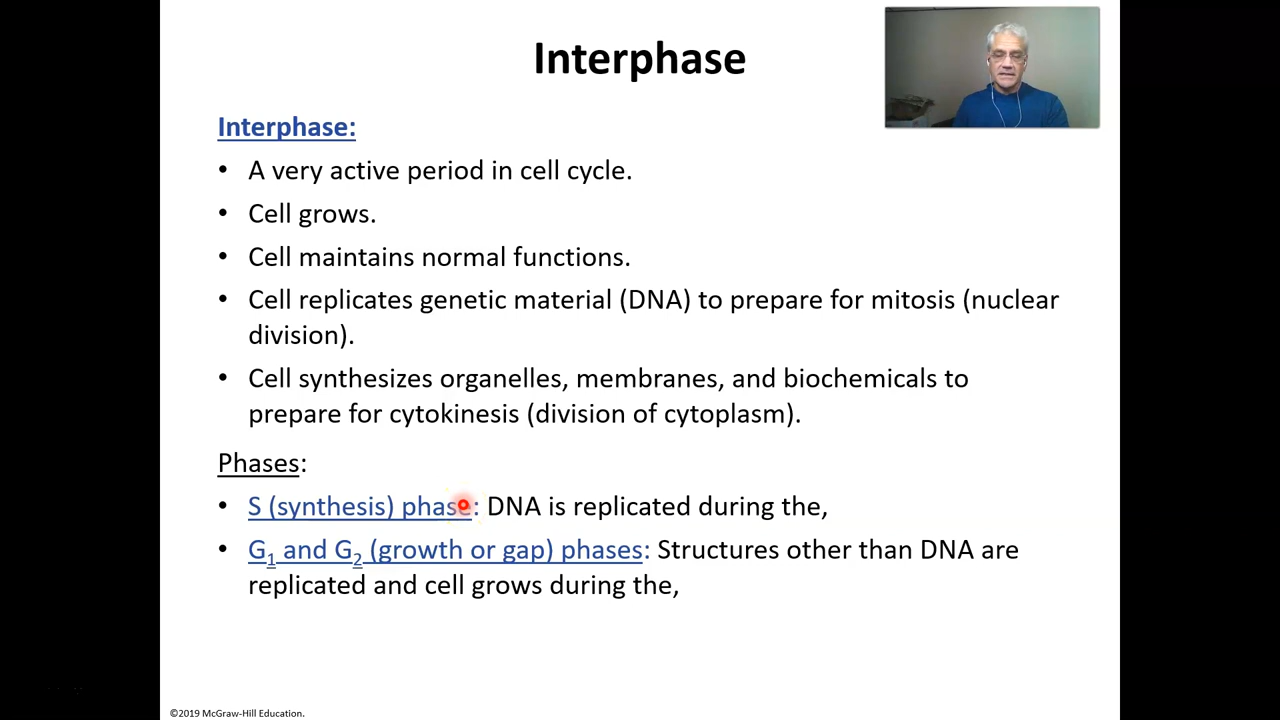 Interphase
Interphase:
• A very active period in cell cycle.
• Cell grows.
• Cell maintains normal functions.
• Cell replicates genetic material (DNA) to prepare for mitosis (nuclear
division).
• Cell synthesizes organelles, membranes, and biochemicals to
prepare for cytokinesis (division of cytoplasm).
Phases:
• S (synthesis) phase: DNA is replicated during the,
• G₁ and G₂ (growth or gap) phases: Structures other than DNA are
replicated and cell grows during the,
©2019 McGraw-Hill Education.